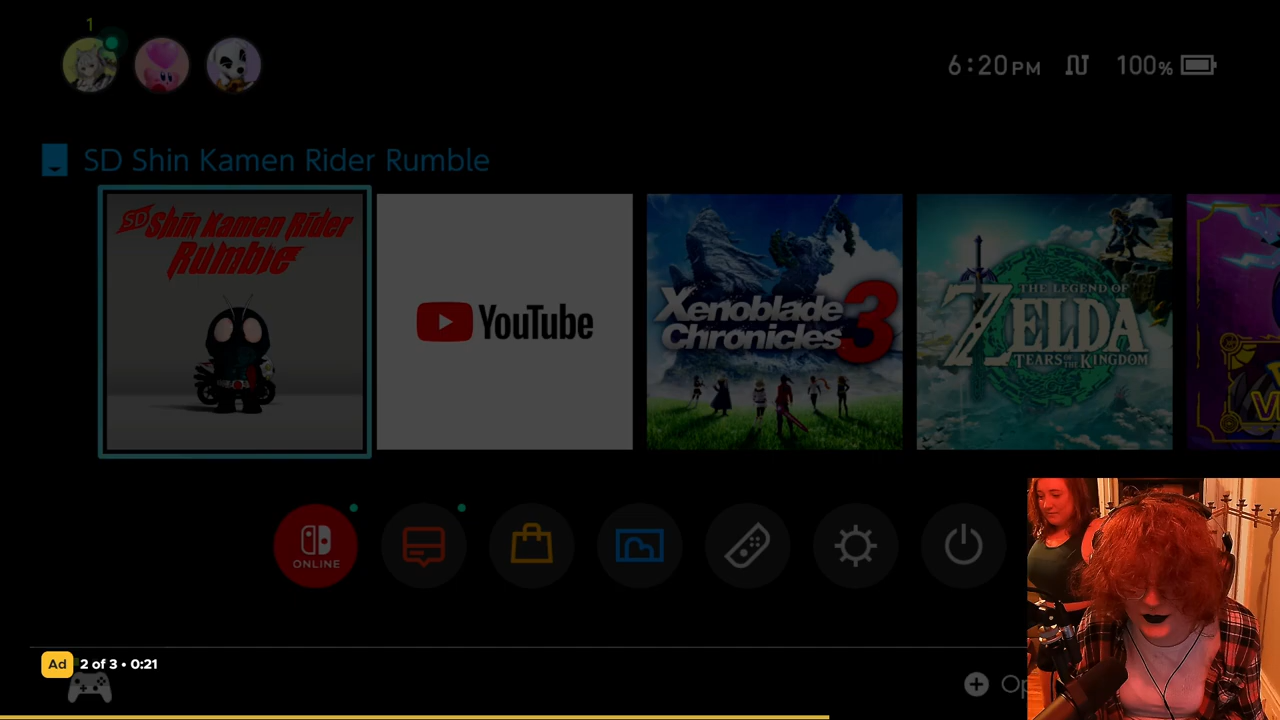 1
6:20PM
100%
SD Shin Kamen Rider Rumble
SD Shin Kamen Rider
Rumble
YouTube
Xenoblade
Chronicles 3
THE LEGEND OF
ZELDA
TEARS OF THE KINGDOM
ONLINE
Ad 2 of 3 • 0:21